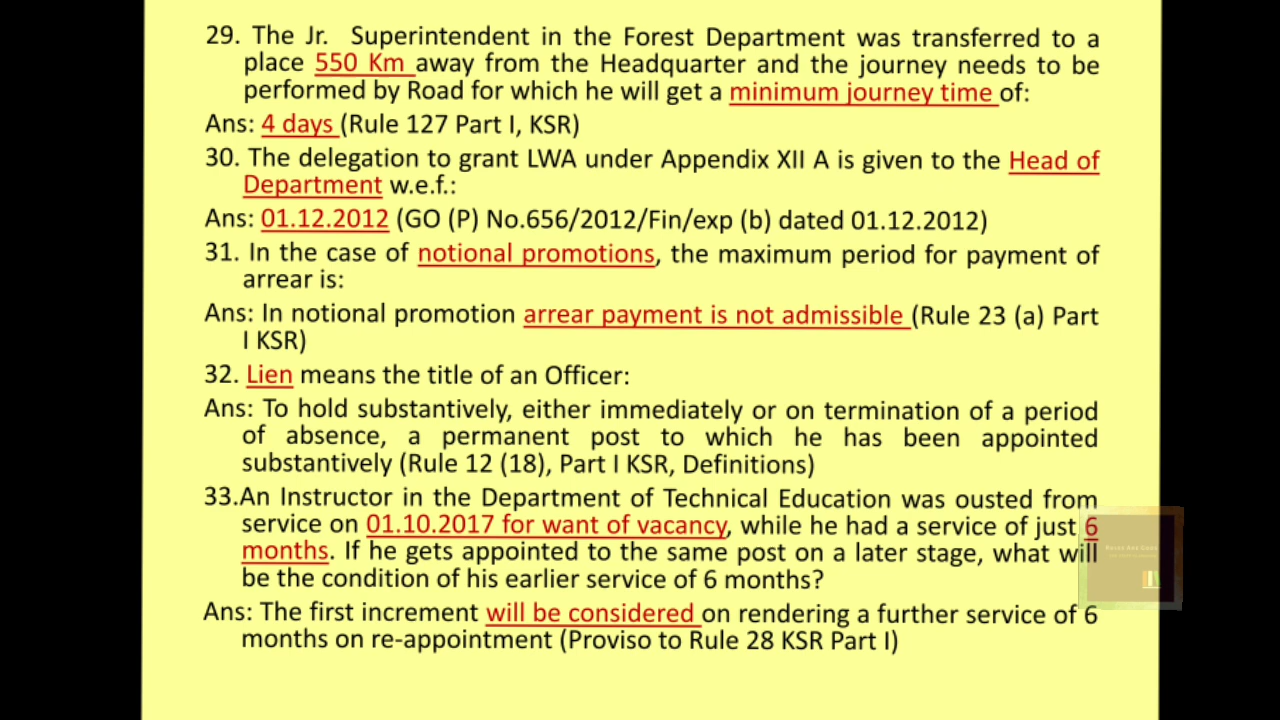 29. The Jr. Superintendent in the Forest Department was transferred to a
place 550 Km away from the Headquarter and the journey needs to be
performed by Road for which he will get a minimum journey time of:
Ans: 4 days (Rule 127 Part I, KSR)
30. The delegation to grant LWA under Appendix XII A is given to the Head of
Department w.e.f.:
Ans: 01.12.2012 (GO (P) No.656/2012/Fin/exp (b) dated 01.12.2012)
31. In the case of notional promotions, the maximum period for payment of
arrear is:
Ans: In notional promotion arrear payment is not admissible (Rule 23 (a) Part
I KSR)
32. Lien means the title of an Officer:
Ans: To hold substantively, either immediately or on termination of a period
of absence, a permanent post to which he has been appointed
substantively (Rule 12 (18), Part I KSR, Definitions)
33.An Instructor in the Department of Technical Education was ousted from
service on 01.10.2017 for want of vacancy, while he had a service of just 6
months. If he gets appointed to the same post on a later stage, what will
be the condition of his earlier service of 6 months?
Ans: The first increment will be considered on rendering a further service of 6
months on re-appointment (Proviso to Rule 28 KSR Part I)